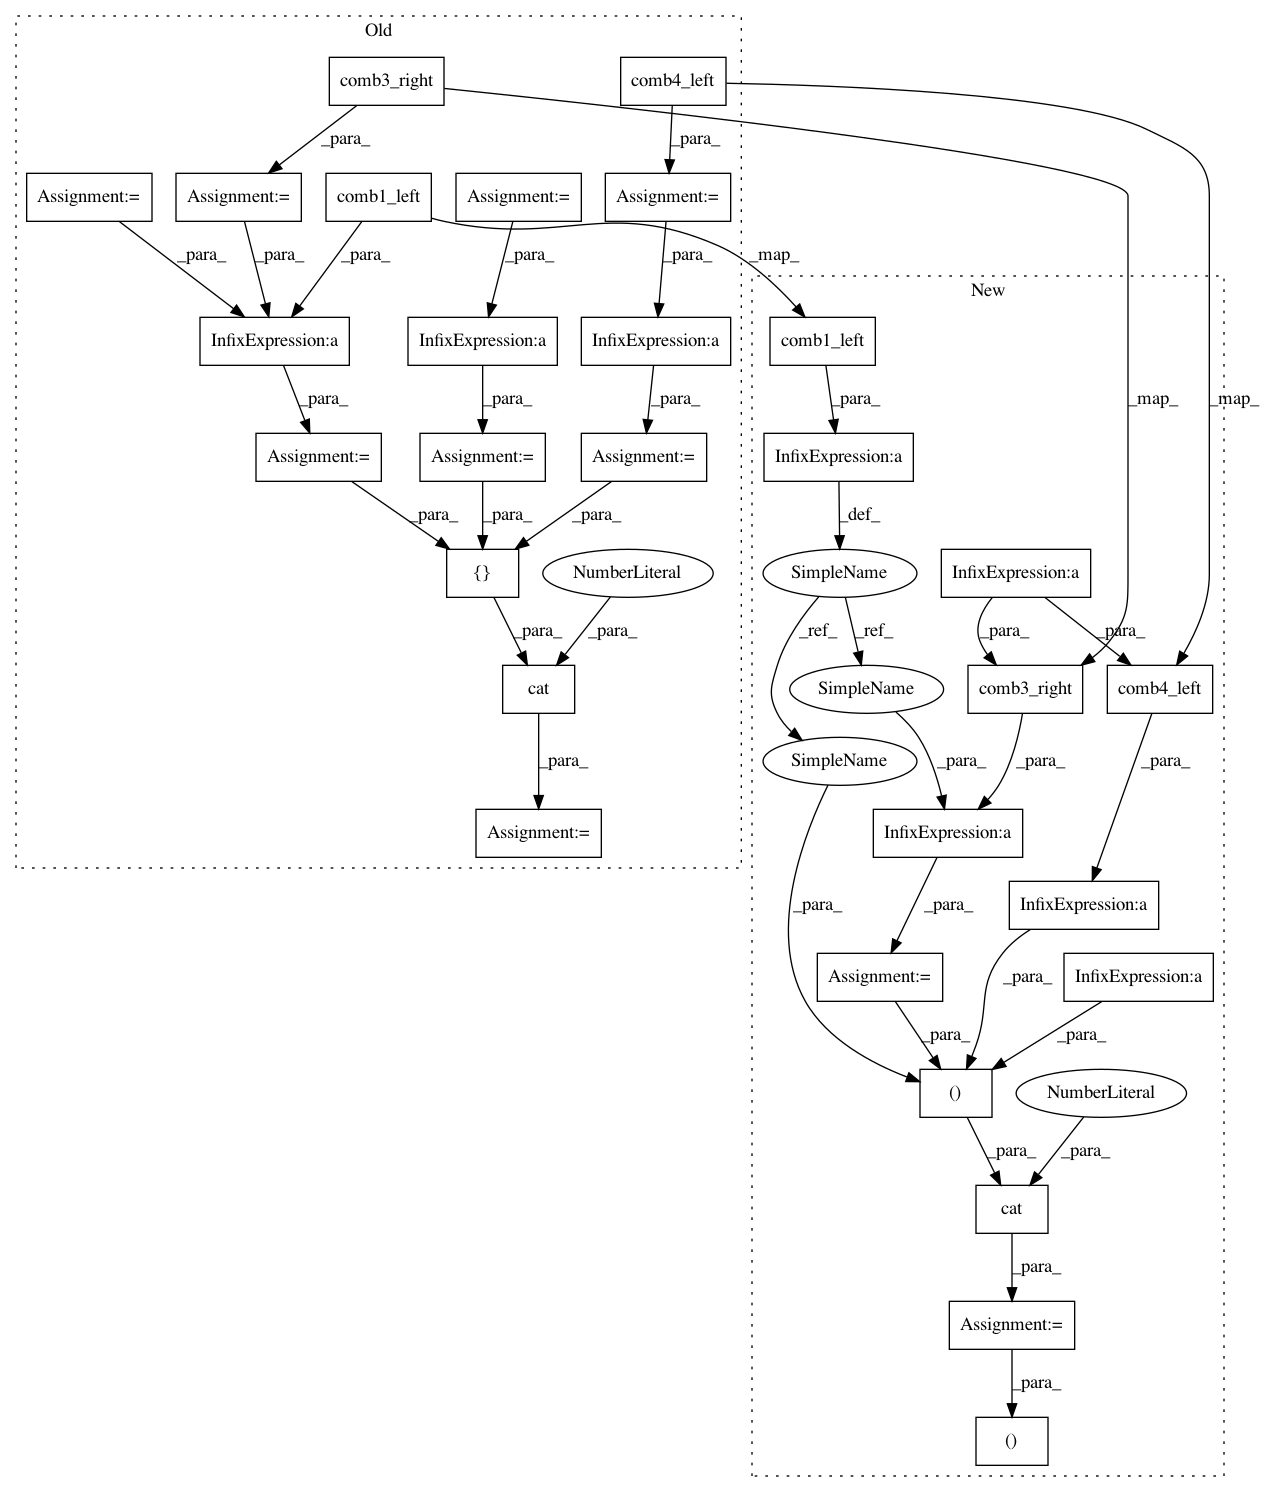 Old
comb3_right
comb4_left
_para_
_para_
Assignment:=
Assignment:=
comb1_left
Assignment:=
Assignment:=
_para_
_para_
_para_
_para_
_para_
_map_
New
InfixExpression:a
InfixExpression:a
InfixExpression:a
comb1_left
_para_
_para_
_para_
_para_
_map_
_map_
Assignment:=
Assignment:=
Assignment:=
InfixExpression:a
_para_
_para_
_para_
_def_
{}
NumberLiteral
SimpleName
InfixExpression:a
_para_
_para_
_ref_
_ref_
_para_
_para_
cat
SimpleName
comb3_right
comb4_left
SimpleName
_para_
_para_
_para_
_para_
Assignment:=
InfixExpression:a
_para_
_para_
InfixExpression:a
Assignment:=
InfixExpression:a
_para_
_para_
_para_
()
NumberLiteral
_para_
_para_
cat
_para_
Assignment:=
_para_
()